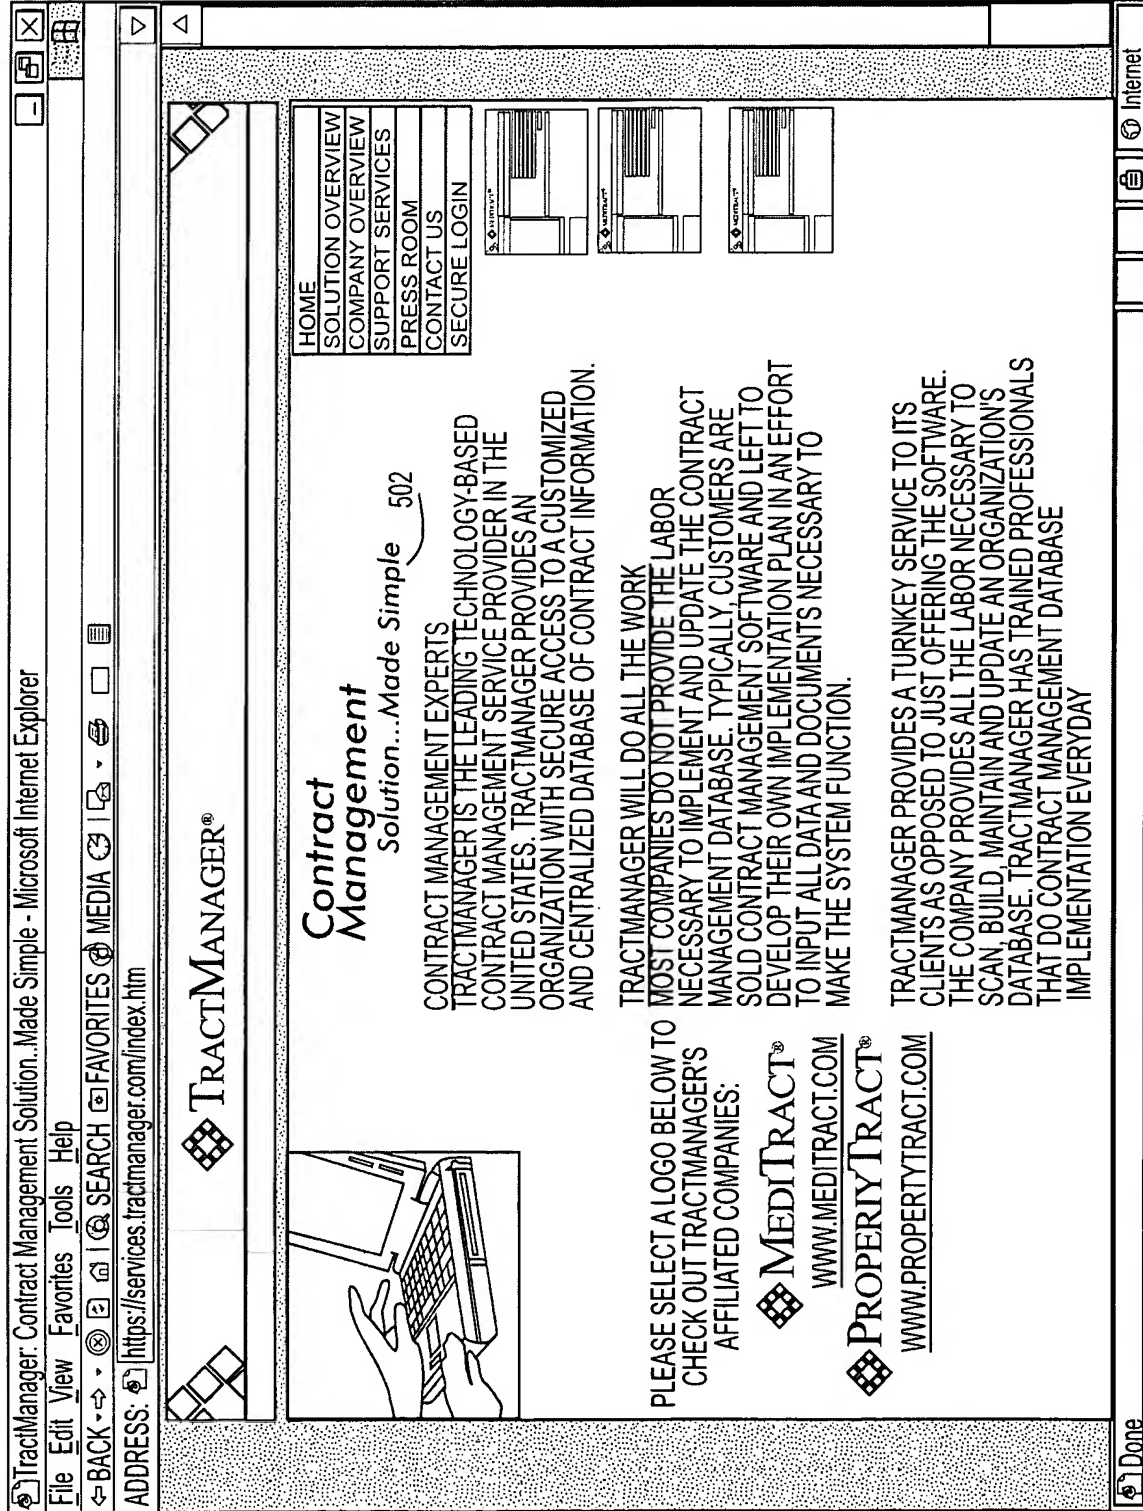 TractManager: Contract Management Solution..Made Simple - Microsoft Internet Explorer
File Edit View Favorites Tools Help
BACK SEARCH FAVORITES MEDIA
ADDRESS: https://services.tractmanager.com/index.htm
TRACTMANAGER®
HOME
SOLUTION OVERVIEW
COMPANY OVERVIEW
SUPPORT SERVICES
PRESS ROOM
CONTACT US
SECURE LOGIN
Contract
Management
Solution...Made Simple
502
CONTRACT MANAGEMENT EXPERTS
TRACTMANAGER IS THE LEADING TECHNOLOGY-BASED
CONTRACT MANAGEMENT SERVICE PROVIDER IN THE
UNITED STATES. TRACTMANAGER PROVIDES AN
ORGANIZATION WITH SECURE ACCESS TO A CUSTOMIZED
AND CENTRALIZED DATABASE OF CONTRACT INFORMATION.
TRACTMANAGER WILL DO ALL THE WORK
MOST COMPANIES DO NOT PROVIDE THE LABOR
NECESSARY TO IMPLEMENT AND UPDATE THE CONTRACT
MANAGEMENT DATABASE. TYPICALLY, CUSTOMERS ARE
SOLD CONTRACT MANAGEMENT SOFTWARE AND LEFT TO
DEVELOP THEIR OWN IMPLEMENTATION PLAN IN AN EFFORT
TO INPUT ALL DATA AND DOCUMENTS NECESSARY TO
MAKE THE SYSTEM FUNCTION.
TRACTMANAGER PROVIDES A TURNKEY SERVICE TO ITS
CLIENTS AS OPPOSED TO JUST OFFERING THE SOFTWARE.
THE COMPANY PROVIDES ALL THE LABOR NECESSARY TO
SCAN, BUILD, MAINTAIN AND UPDATE AN ORGANIZATION'S
DATABASE. TRACTMANAGER HAS TRAINED PROFESSIONALS
THAT DO CONTRACT MANAGEMENT DATABASE
IMPLEMENTATION EVERYDAY
PLEASE SELECT A LOGO BELOW TO
CHECK OUT TRACTMANAGER'S
AFFILIATED COMPANIES:
MEDITRACT®
WWW.MEDITRACT.COM
PROPERIYTRACT®
WWW.PROPERTYTRACT.COM
MEDITRACT®
MEDITRACT®
MEDITRACT®
Done
Internet